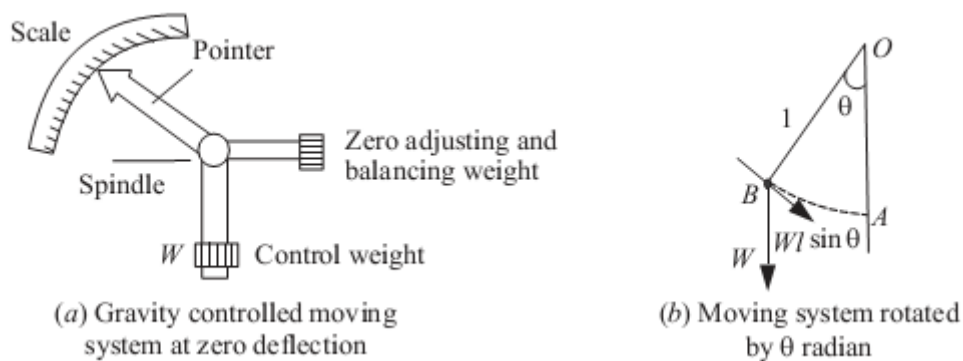 Scale
Pointer
Zero adjusting and
balancing weight
Spindle
W
Control weight
(a) Gravity controlled moving
system at zero deflection
O
θ
1
B
A
Wl sin θ
W
(b) Moving system rotated
by θ radian